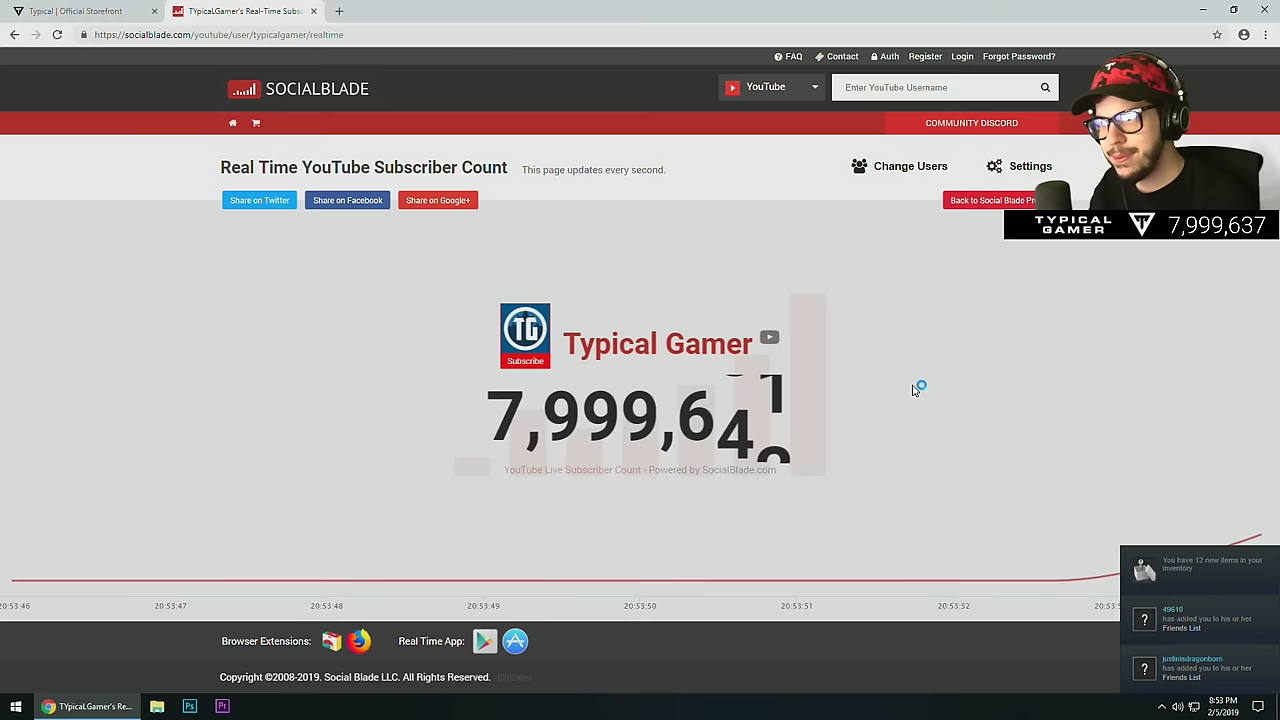 Typical | Official Storefront
TYpicaLGamer's Real-Time Subsc
https://socialblade.com/youtube/user/typicalgamer/realtime
FAQ Contact Auth Register Login Forgot Password?
SOCIALBLADE
YouTube
Enter YouTube Username
COMMUNITY DISCORD
Real Time YouTube Subscriber Count
This page updates every second.
Change Users
Settings
Share on Twitter
Share on Facebook
Share on Google+
Back to Social Blade Pr
TYPICAL
GAMER
7,999,637
TG
Subscribe
Typical Gamer
7,999,64
YouTube Live Subscriber Count - Powered by SocialBlade.com
You have 12 new items in your
inventory
49610
has added you to his or her
Friends List
justinisdragonborn
has added you to his or her
Friends List
20:53:46 20:53:47 20:53:48 20:53:49 20:53:50 20:53:51 20:53:52 20:53:
Browser Extensions:
Real Time App:
Copyright ©2008-2019. Social Blade LLC. All Rights Reserved.
TYpicaLGamer's Re...
Ps
Pr
8:53 PM
2/5/2019